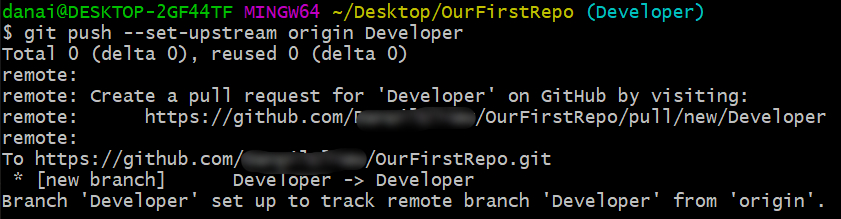 danai@DESKTOP-2GF44TF MINGW64 ~/Desktop/OurFirstRepo (Developer)
$ git push --set-upstream origin Developer
Total 0 (delta 0), reused 0 (delta 0)
remote:
remote: Create a pull request for 'Developer' on GitHub by visiting:
remote:      https://github.com/ /OurFirstRepo/pull/new/Developer
remote:
To https://github.com/ /OurFirstRepo.git
 * [new branch]      Developer -> Developer
Branch 'Developer' set up to track remote branch 'Developer' from 'origin'.